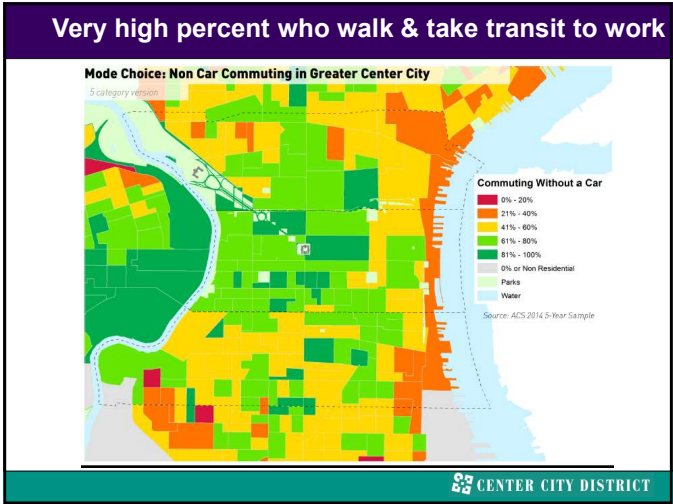 Very high percent who walk & take transit to work
Mode Choice: Non Car Commuting in Greater Center City
5 category version
Commuting Without a Car
0% - 20%
21% - 40%
41% - 60%
61% - 80%
81% - 100%
0% or Non Residential
Parks
Water
Source: ACS 2014 5-Year Sample
CENTER CITY DISTRICT